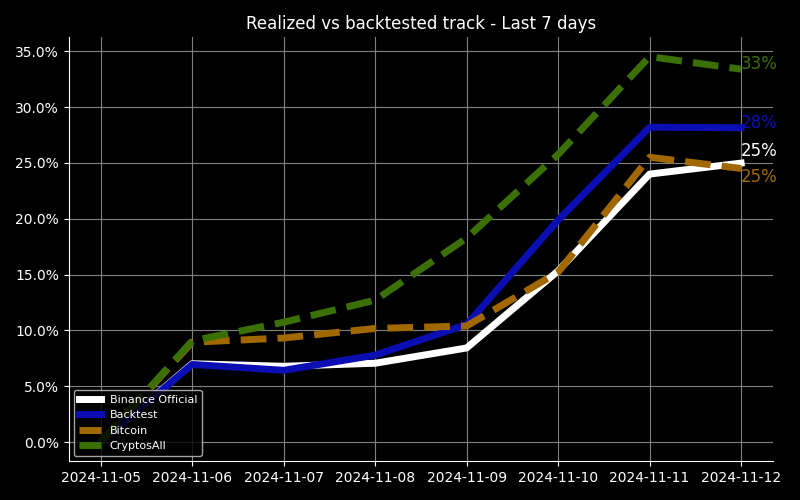 Realized vs backtested track - Last 7 days
35.0%
30.0%
25.0%
20.0%
15.0%
10.0%
5.0%
0.0%
33%
28%
25%
25%
Binance Official
Backtest
Bitcoin
CryptosAll
2024-11-05 2024-11-06 2024-11-07 2024-11-08 2024-11-09 2024-11-10 2024-11-11 2024-11-12